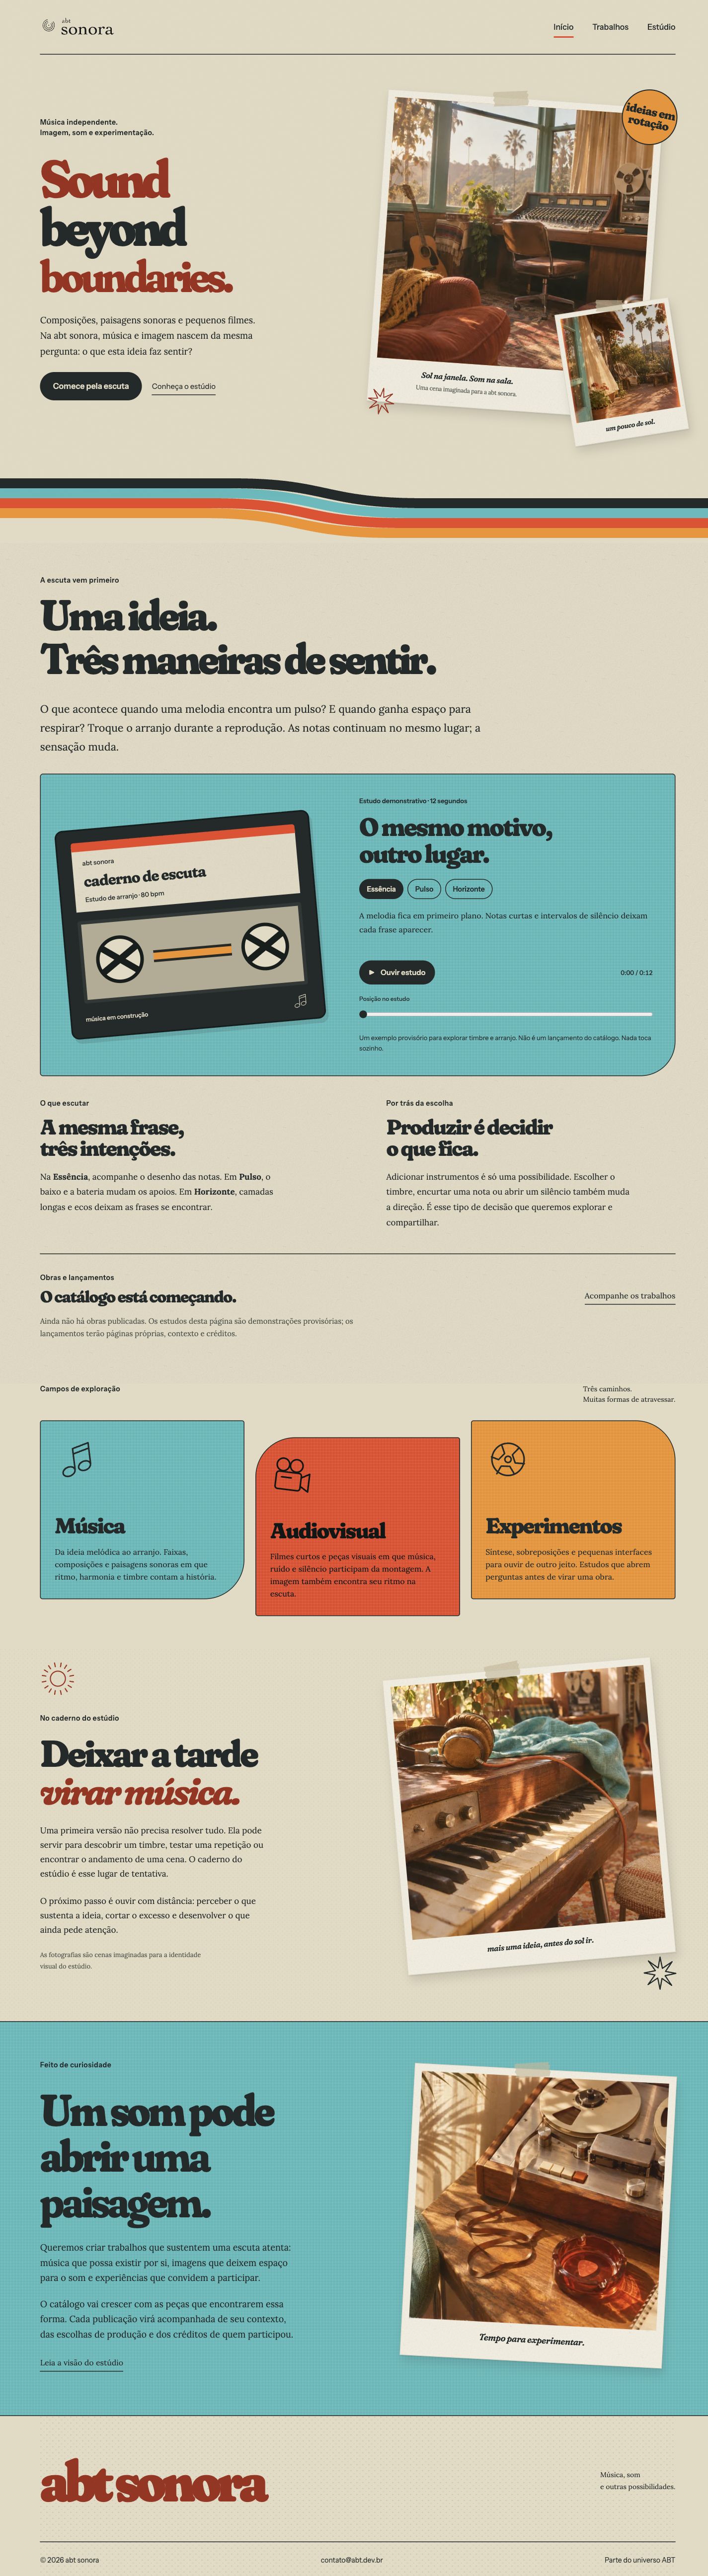 abt
sonora
Início
Trabalhos
Estúdio
Música independente.
Imagem, som e experimentação.
Sound
beyond
boundaries.
Composições, paisagens sonoras e pequenos filmes.
Na abt sonora, música e imagem nascem da mesma
pergunta: o que esta ideia faz sentir?
Comece pela escuta
Conheça o estúdio
ideias em
rotação
Sol na janela. Som na sala.
Uma cena imaginada para a abt sonora.
um pouco de sol.
A escuta vem primeiro
Uma ideia.
Três maneiras de sentir.
O que acontece quando uma melodia encontra um pulso? E quando ganha espaço para
respirar? Troque o arranjo durante a reprodução. As notas continuam no mesmo lugar; a
sensação muda.
abt sonora
caderno de escuta
Estudo de arranjo · 80 bpm
música em construção
Estudo demonstrativo · 12 segundos
O mesmo motivo,
outro lugar.
Essência
Pulso
Horizonte
A melodia fica em primeiro plano. Notas curtas e intervalos de silêncio deixam
cada frase aparecer.
Ouvir estudo
0:00 / 0:12
Posição no estudo
Um exemplo provisório para explorar timbre e arranjo. Não é um lançamento do catálogo. Nada toca
sozinho.
O que escutar
A mesma frase,
três intenções.
Na Essência, acompanhe o desenho das notas. Em Pulso, o
baixo e a bateria mudam os apoios. Em Horizonte, camadas
longas e ecos deixam as frases se encontrar.
Por trás da escolha
Produzir é decidir
o que fica.
Adicionar instrumentos é só uma possibilidade. Escolher o
timbre, encurtar uma nota ou abrir um silêncio também muda
a direção. É esse tipo de decisão que queremos explorar e
compartilhar.
Obras e lançamentos
O catálogo está começando.
Ainda não há obras publicadas. Os estudos desta página são demonstrações provisórias; os
lançamentos terão páginas próprias, contexto e créditos.
Acompanhe os trabalhos
Campos de exploração
Três caminhos.
Muitas formas de atravessar.
Música
Da ideia melódica ao arranjo. Faixas,
composições e paisagens sonoras em que
ritmo, harmonia e timbre contam a história.
Audiovisual
Filmes curtos e peças visuais em que música,
ruído e silêncio participam da montagem. A
imagem também encontra seu ritmo na
escuta.
Experimentos
Síntese, sobreposições e pequenas interfaces
para ouvir de outro jeito. Estudos que abrem
perguntas antes de virar uma obra.
No caderno do estúdio
Deixar a tarde
virar música.
Uma primeira versão não precisa resolver tudo. Ela pode
servir para descobrir um timbre, testar uma repetição ou
encontrar o andamento de uma cena. O caderno do
estúdio é esse lugar de tentativa.
O próximo passo é ouvir com distância: perceber o que
sustenta a ideia, cortar o excesso e desenvolver o que
ainda pede atenção.
As fotografias são cenas imaginadas para a identidade
visual do estúdio.
mais uma ideia, antes do sol ir.
Feito de curiosidade
Um som pode
abrir uma
paisagem.
Queremos criar trabalhos que sustentem uma escuta atenta:
música que possa existir por si, imagens que deixem espaço
para o som e experiências que convidem a participar.
O catálogo vai crescer com as peças que encontrarem essa
forma. Cada publicação virá acompanhada de seu contexto,
das escolhas de produção e dos créditos de quem participou.
Leia a visão do estúdio
Tempo para experimentar.
abt sonora
Música, som
e outras possibilidades.
© 2026 abt sonora
contato@abt.dev.br
Parte do universo ABT